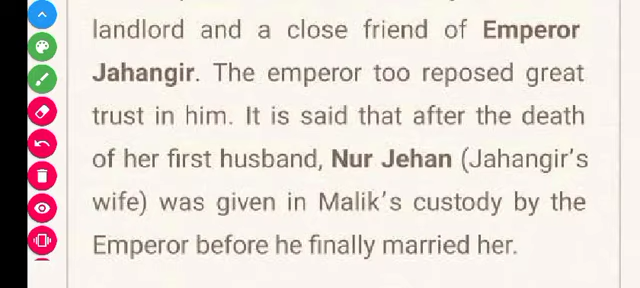 landlord and a close friend of Emperor
Jahangir. The emperor too reposed great
trust in him. It is said that after the death
of her first husband, Nur Jehan (Jahangir's
wife) was given in Malik's custody by the
Emperor before he finally married her.